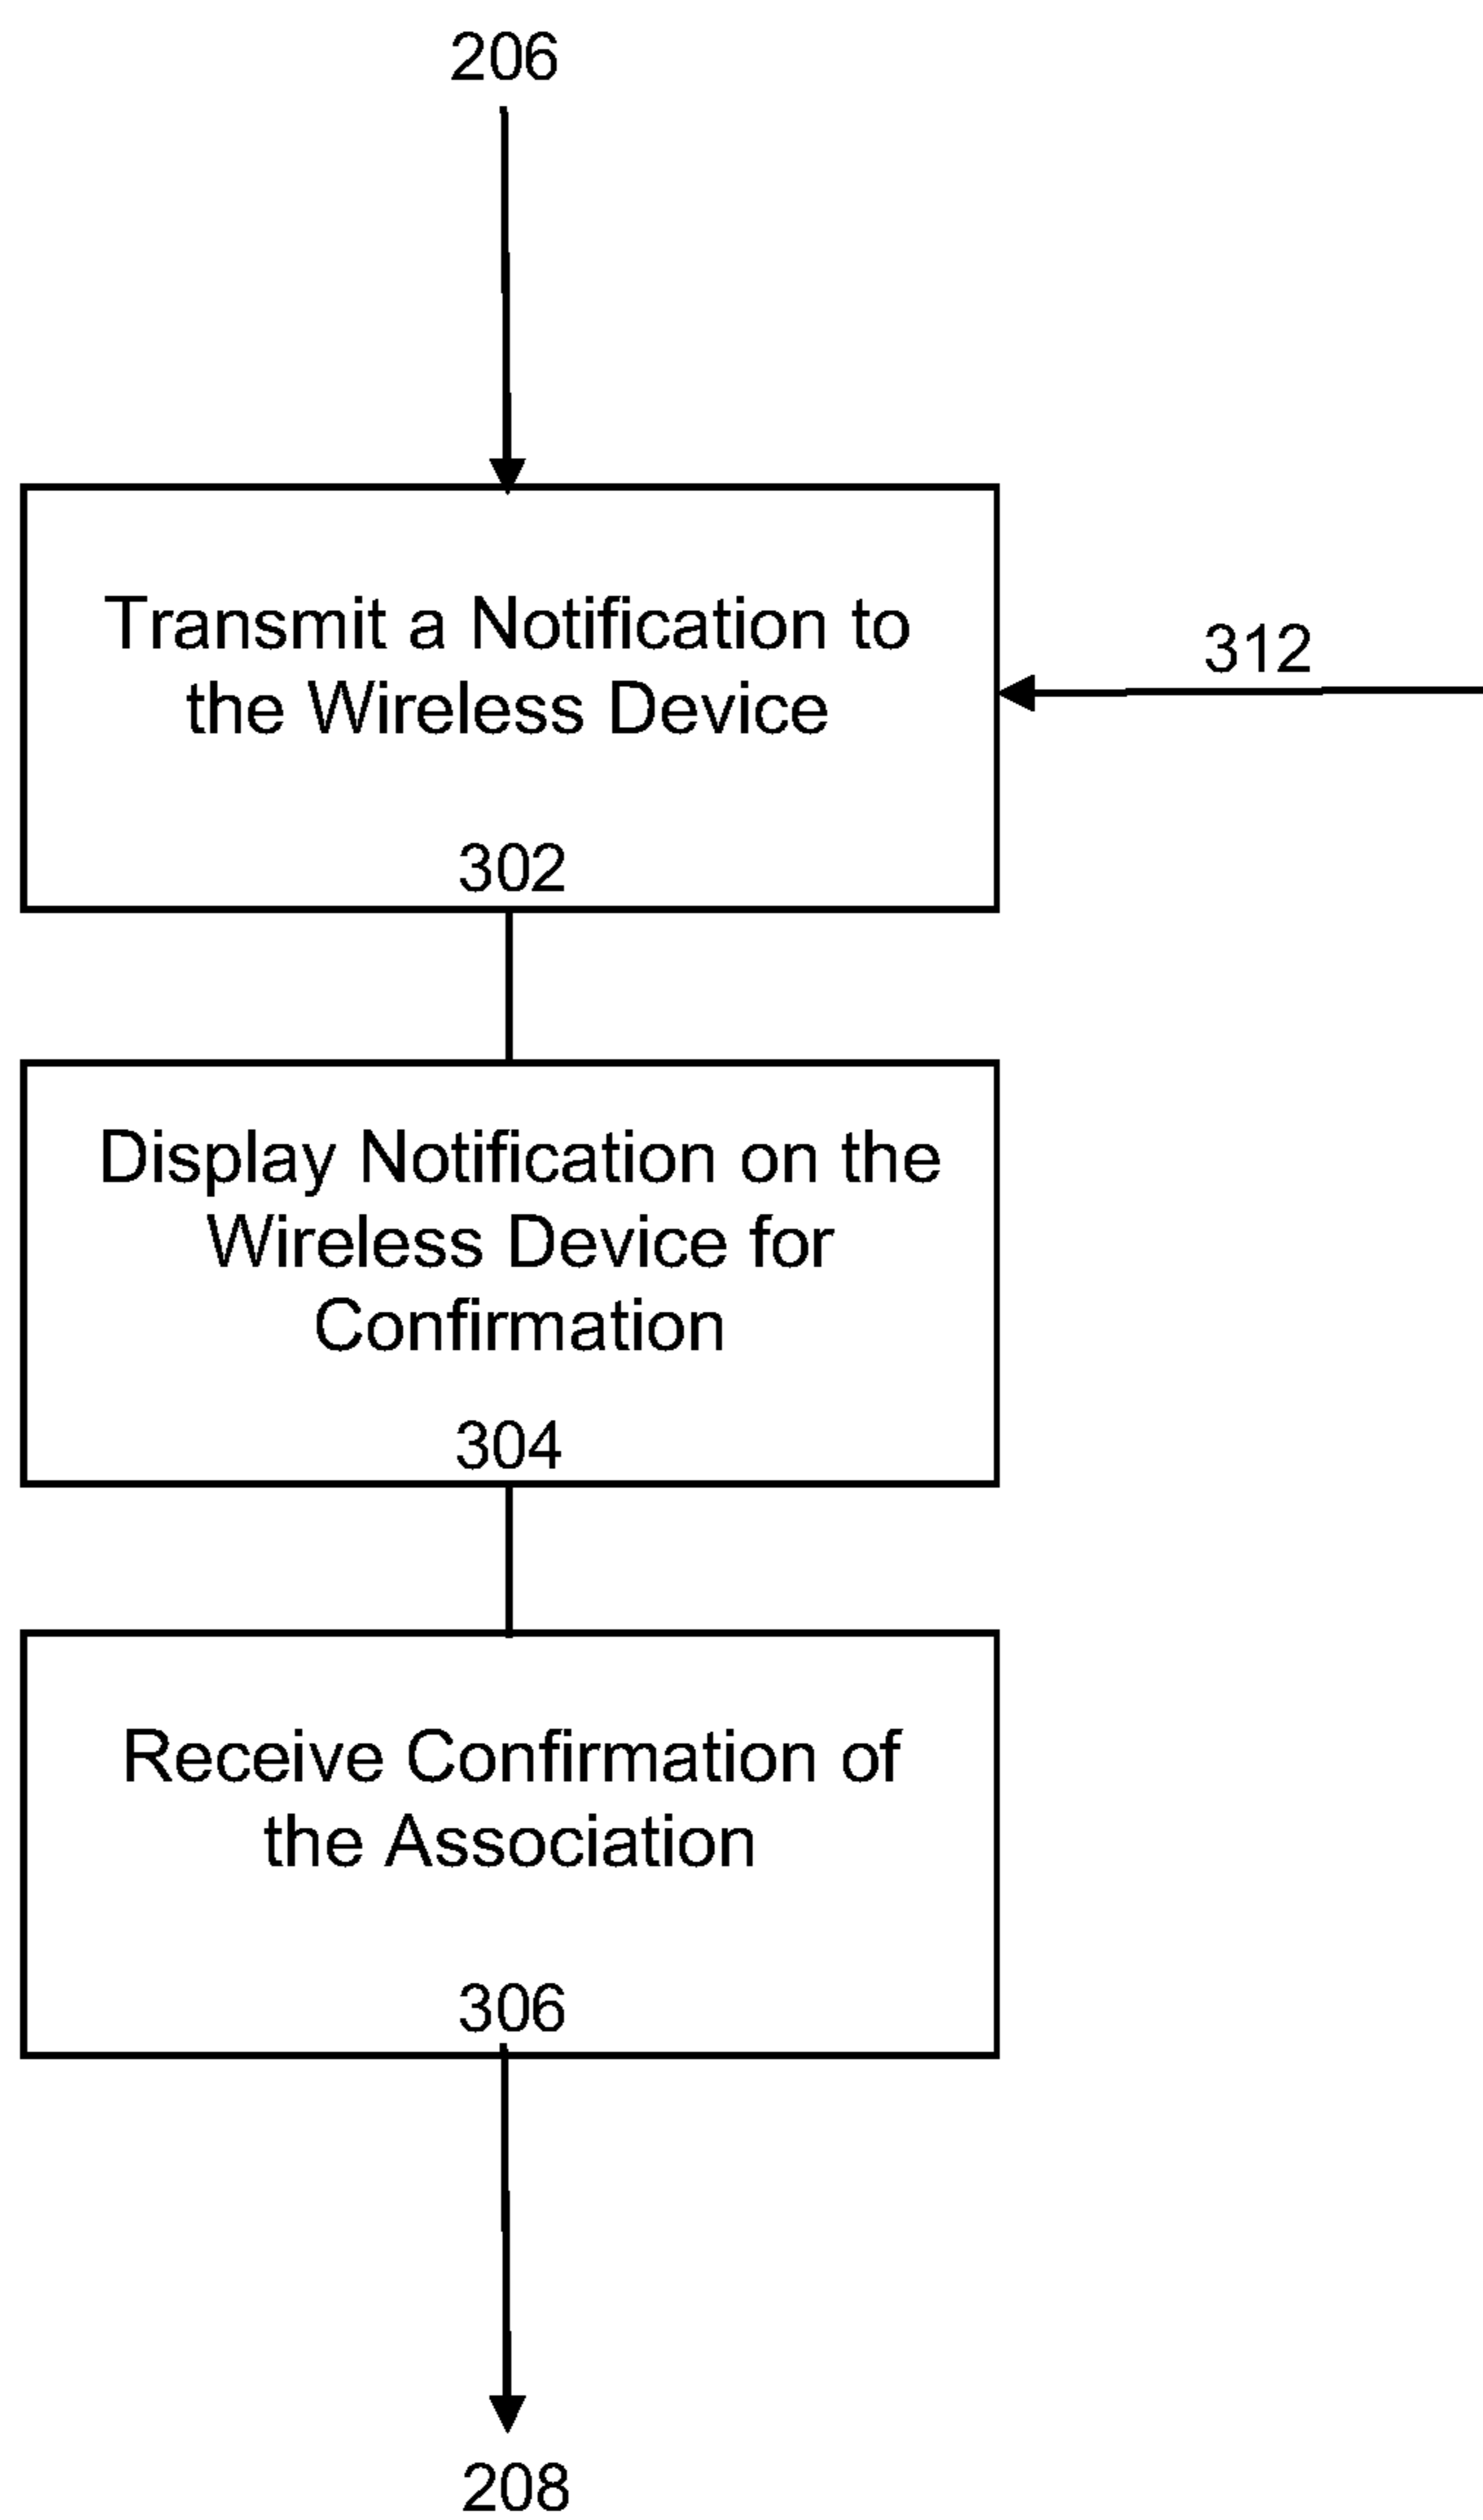 206
Transmit a Notification to
the Wireless Device
312
302
Display Notification on the
Wireless Device for
Confirmation
304
Receive Confirmation of
the Association
306
208